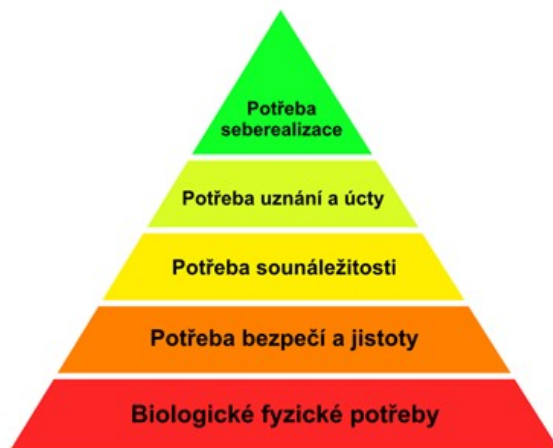 Potřeba
seberealizace
Potřeba uznání a úcty
Potřeba sounáležitosti
Potřeba bezpečí a jistoty
Biologické fyzické potřeby